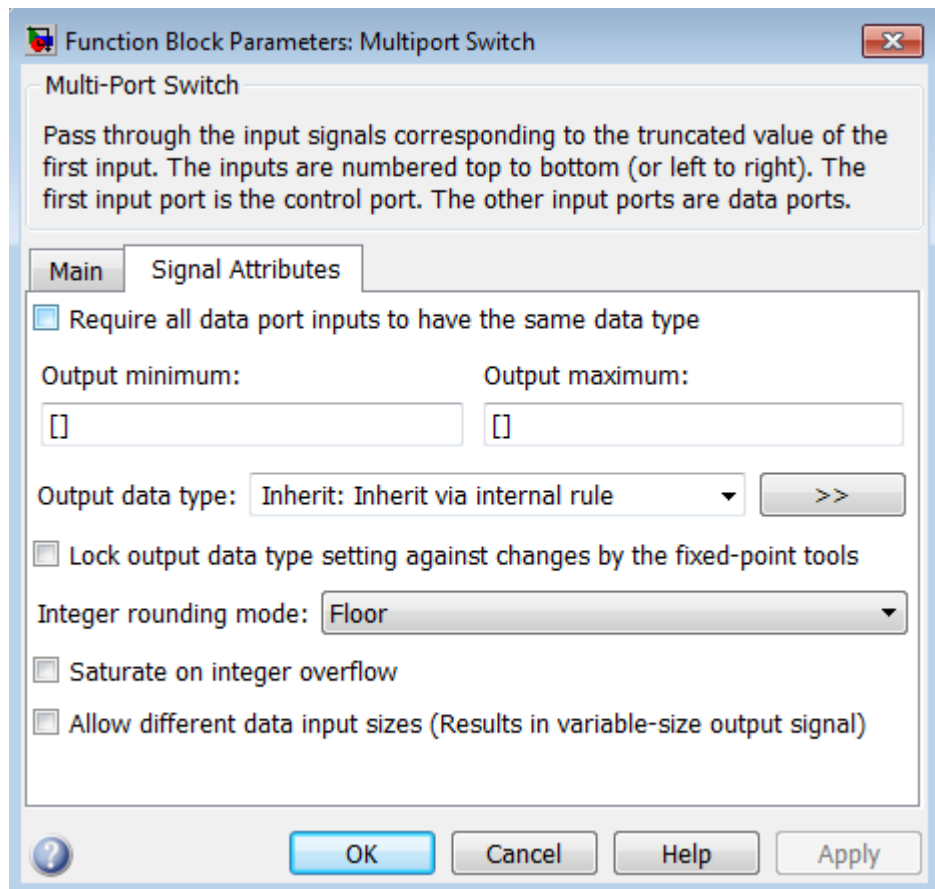 Function Block Parameters: Multiport Switch
Multi-Port Switch
Pass through the input signals corresponding to the truncated value of the
first input. The inputs are numbered top to bottom (or left to right). The
first input port is the control port. The other input ports are data ports.
Main Signal Attributes
Require all data port inputs to have the same data type
Output minimum: Output maximum:
[] []
Output data type: Inherit: Inherit via internal rule >>
Lock output data type setting against changes by the fixed-point tools
Integer rounding mode: Floor
Saturate on integer overflow
Allow different data input sizes (Results in variable-size output signal)
? OK Cancel Help Apply